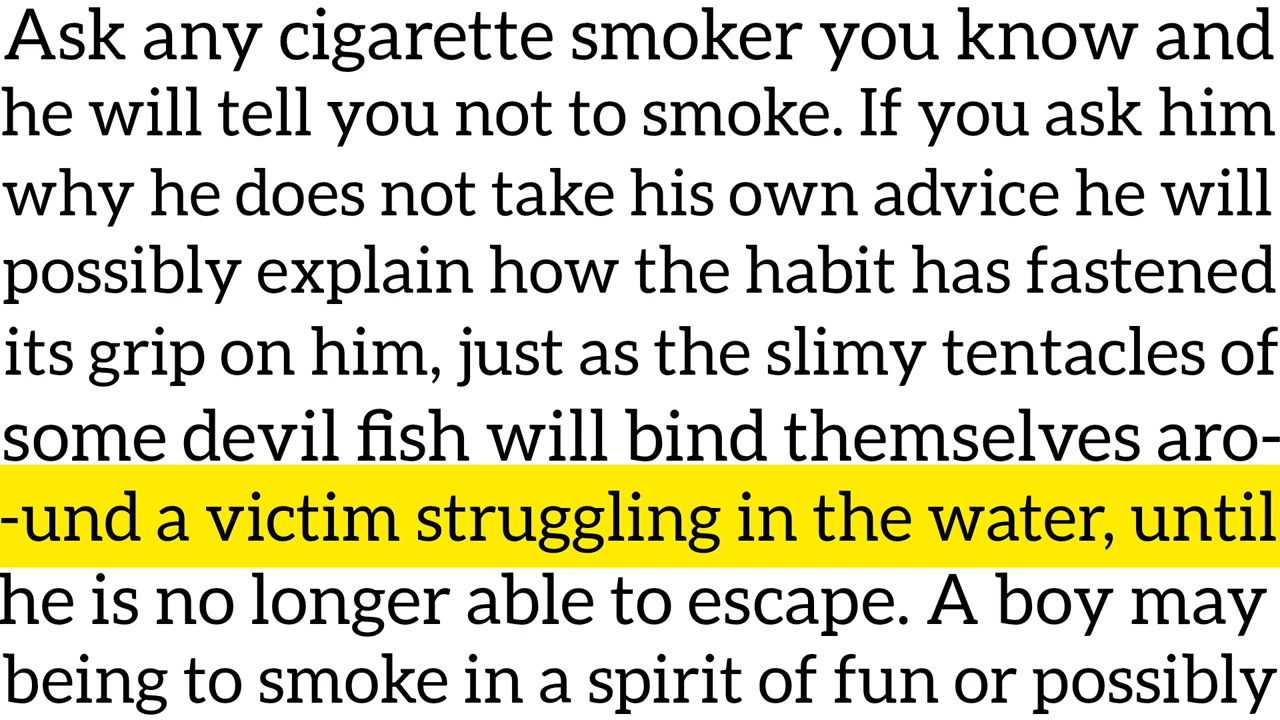 Ask any cigarette smoker you know and
he will tell you not to smoke. If you ask him
why he does not take his own advice he will
possibly explain how the habit has fastened
its grip on him, just as the slimy tentacles of
some devil fish will bind themselves aro-
-und a victim struggling in the water, until
he is no longer able to escape. A boy may
being to smoke in a spirit of fun or possibly